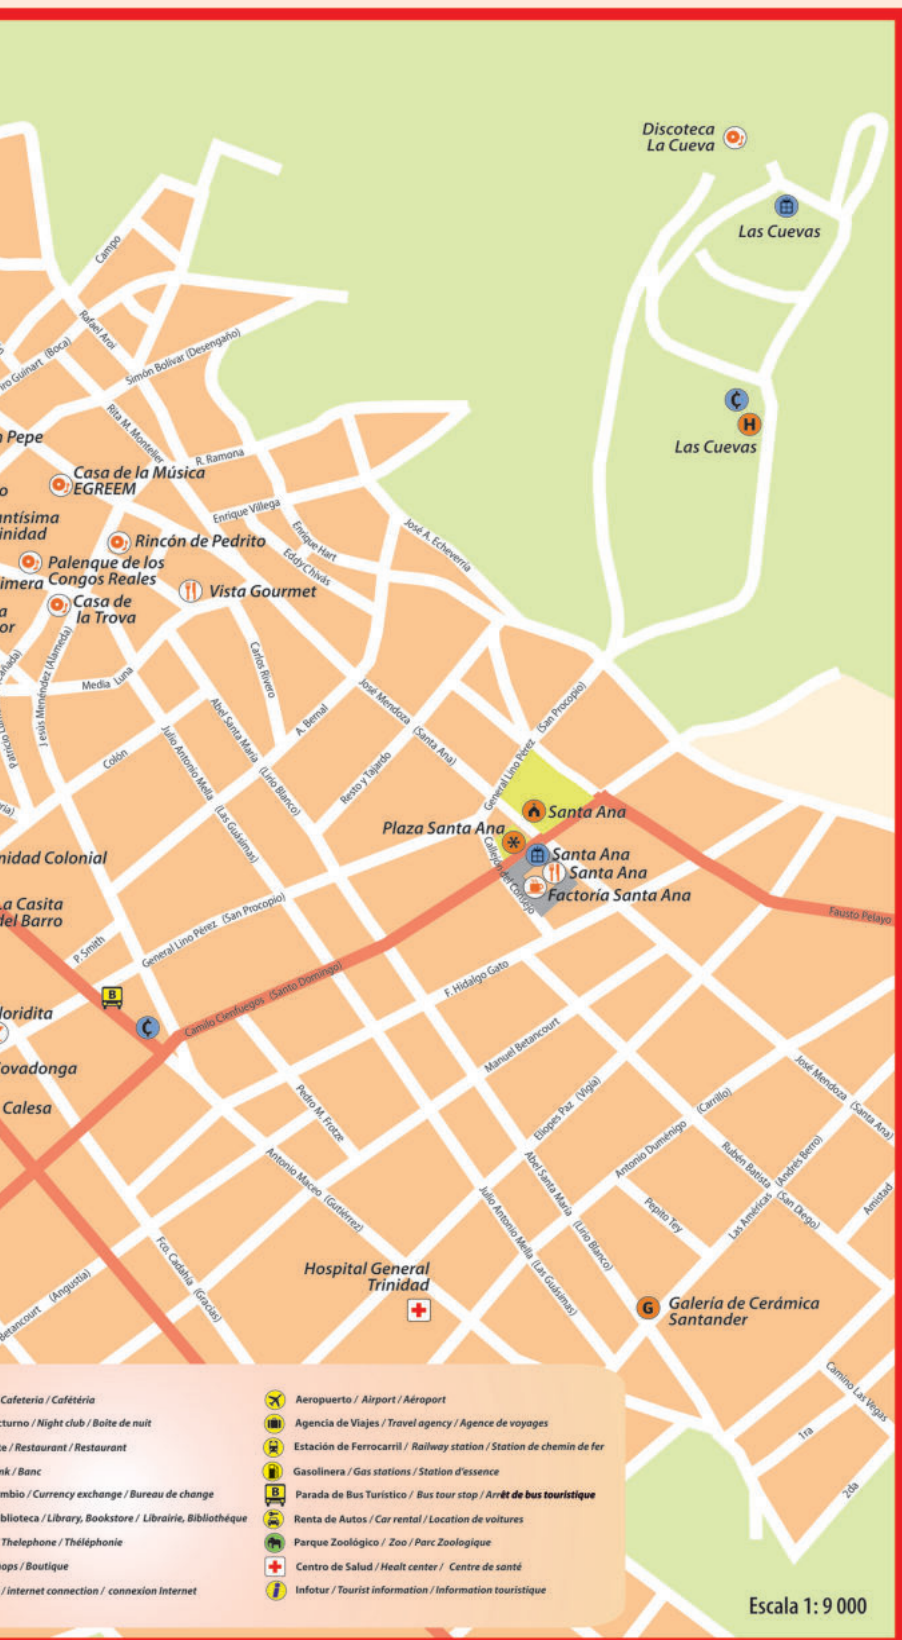 Discoteca
La Cueva
Las Cuevas
Las Cuevas
Campo
Rafael Aroi
Guinart (Boca)
Simón Bolívar (Desengaño)
Rita M. Montelier
R. Ramona
Pepe
Casa de la Música
EGREEM
Enrique Villega
Enrique Hart
Eddy Chivás
José A. Echeverría
Rincón de Pedrito
Palenque de los
Congos Reales
Vista Gourmet
Casa de
la Trova
Jesús Menéndez (Alameda)
Media Luna
Carlos Rivero
Abel Santa María (Lirio Blanco)
A. Bernal
José Mendoza (Santa Ana)
General Lino Pérez (San Procopio)
Colón
Julio Antonio Mella (Las Guásimas)
Resto y Tajardo
Plaza Santa Ana
Santa Ana
Callejón del Consejo
Santa Ana
Santa Ana
Factoría Santa Ana
Colonial
La Casita
del Barro
Fausto Pelayo
P. Smith
General Lino Pérez (San Procopio)
B
Camilo Cienfuegos (Santo Domingo)
F. Hidalgo Gato
Manuel Betancourt
Calesa
Pedro M. Frotze
Eliopes Paz (Vigía)
José Mendoza (Santa Ana)
Antonio Duménigo (Carrillo)
Antonio Maceo (Gutiérrez)
Abel Santa María (Lirio Blanco)
Rubén Batista (San Diego)
Las Américas (Andrés Berro)
Amistad
Pepito Tey
Julio Antonio Mella (Las Guásimas)
Fco. Cadahía (Gracias)
Hospital General
Trinidad
Betancourt (Angustia)
G
Galería de Cerámica
Santander
Camino Las Vegas
1ra
2da
Cafetería / Cafétéria
/ Night club / Boite de nuit
/ Restaurant / Restaurant
/ Banc
/ Currency exchange / Bureau de change
/ Library, Bookstore / Librairie, Bibliothéque
Thelephone / Théléphonie
/ Boutique
/ internet connection / connexion Internet
Aeropuerto / Airport / Aéroport
Agencia de Viajes / Travel agency / Agence de voyages
Estación de Ferrocarril / Railway station / Station de chemin de fer
Gasolinera / Gas stations / Station d'essence
B Parada de Bus Turístico / Bus tour stop / Arrêt de bus touristique
Renta de Autos / Car rental / Location de voitures
Parque Zoológico / Zoo / Parc Zoologique
Centro de Salud / Healt center / Centre de santé
i Infotur / Tourist information / Information touristique
Escala 1: 9 000